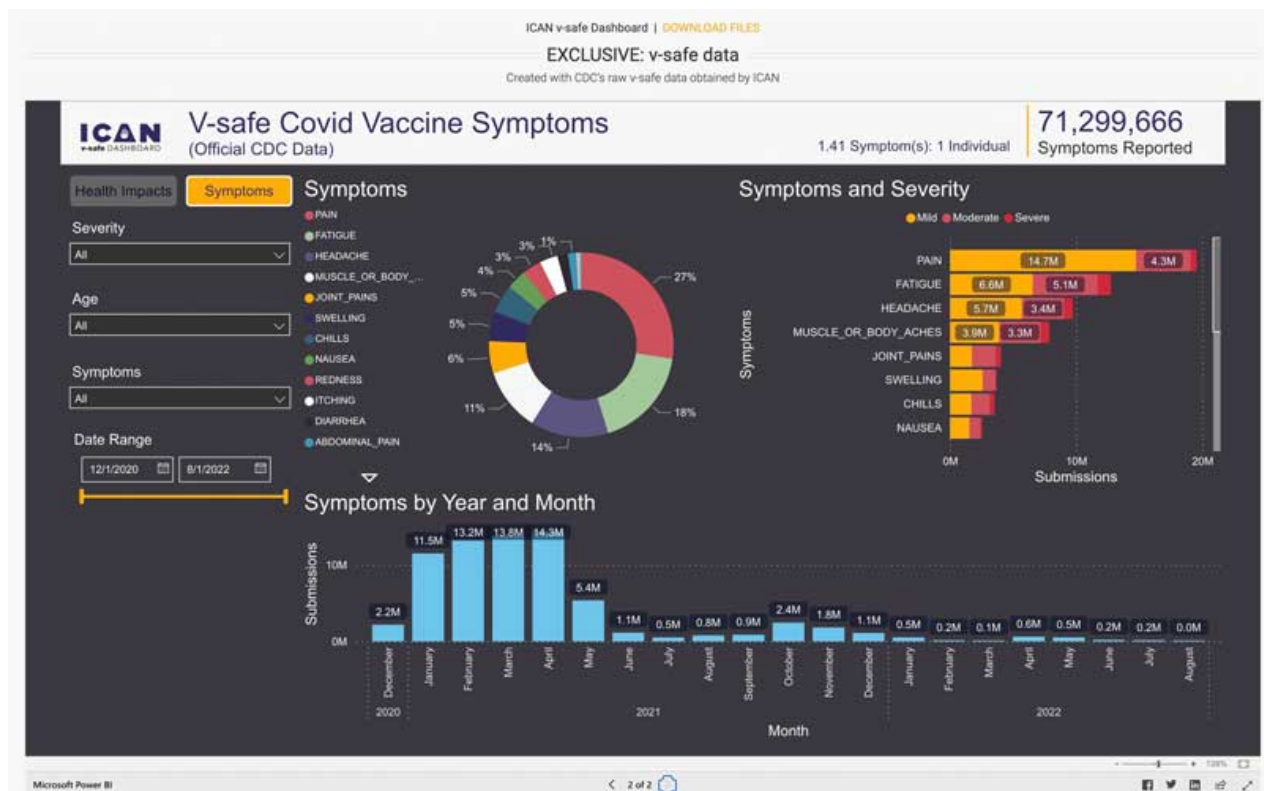 ICAN v-safe Dashboard | DOWNLOAD FILES
EXCLUSIVE: v-safe data
Created with CDC's raw v-safe data obtained by ICAN
ICAN
v-safe DASHBOARD
V-safe Covid Vaccine Symptoms
(Official CDC Data)
1.41 Symptom(s): 1 Individual
71,299,666
Symptoms Reported
Health Impacts
Symptoms
Severity
All
Age
All
Symptoms
All
Date Range
12/1/2020
8/1/2022
Symptoms
PAIN
FATIGUE
HEADACHE
MUSCLE_OR_BODY_...
JOINT_PAINS
SWELLING
CHILLS
NAUSEA
REDNESS
ITCHING
DIARRHEA
ABDOMINAL_PAIN
27%
18%
14%
11%
6%
5%
5%
4%
3%
3%
1%
Symptoms and Severity
Mild Moderate Severe
Symptoms
PAIN 14.7M 4.3M
FATIGUE 6.6M 5.1M
HEADACHE 5.7M 3.4M
MUSCLE_OR_BODY_ACHES 3.9M 3.3M
JOINT_PAINS
SWELLING
CHILLS
NAUSEA
0M 10M 20M
Submissions
Symptoms by Year and Month
Submissions
10M
0M
2.2M 11.5M 13.2M 13.8M 14.3M 5.4M 1.1M 0.5M 0.8M 0.9M 2.4M 1.8M 1.1M 0.5M 0.2M 0.1M 0.6M 0.5M 0.2M 0.2M 0.0M
December January February March April May June July August September October November December January February March April May June July August
2020 2021 2022
Month
Microsoft Power BI
2 of 2